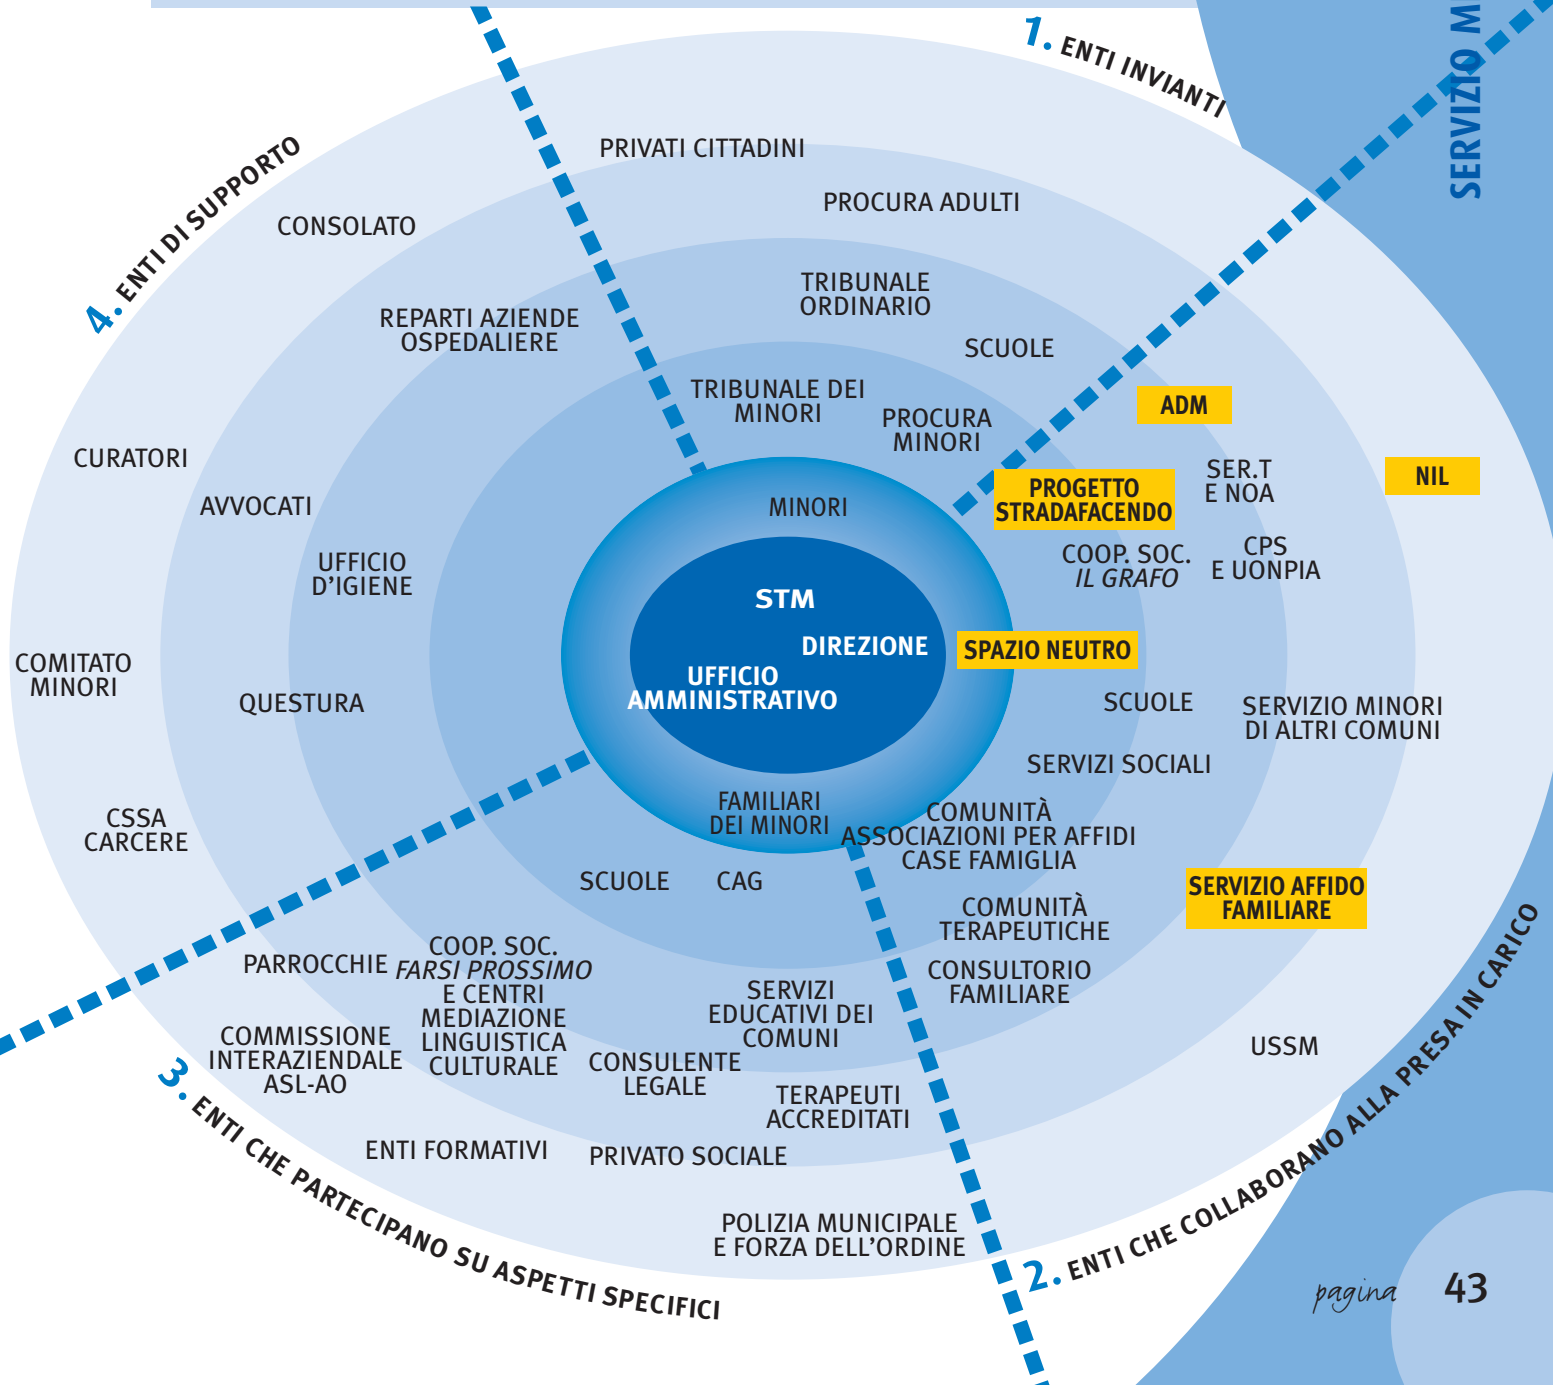 SERVIZIO M
1. ENTI INVIANTI
PRIVATI CITTADINI
PROCURA ADULTI
TRIBUNALE
ORDINARIO
SCUOLE
TRIBUNALE DEI
MINORI
PROCURA
MINORI
4. ENTI DI SUPPORTO
CONSOLATO
REPARTI AZIENDE
OSPEDALIERE
CURATORI
AVVOCATI
UFFICIO
D'IGIENE
COMITATO
MINORI
QUESTURA
CSSA
CARCERE
MINORI
STM
DIREZIONE
UFFICIO
AMMINISTRATIVO
FAMILIARI
DEI MINORI
ADM
NIL
SER.T
E NOA
PROGETTO
STRADAFACENDO
COOP. SOC.
IL GRAFO
CPS
E UONPIA
SPAZIO NEUTRO
SCUOLE
SERVIZIO MINORI
DI ALTRI COMUNI
SERVIZI SOCIALI
COMUNITÀ
ASSOCIAZIONI PER AFFIDI
CASE FAMIGLIA
SERVIZIO AFFIDO
FAMILIARE
COMUNITÀ
TERAPEUTICHE
CONSULTORIO
FAMILIARE
USSM
2. ENTI CHE COLLABORANO ALLA PRESA IN CARICO
SCUOLE
CAG
PARROCCHIE
COOP. SOC.
FARSI PROSSIMO
E CENTRI
MEDIAZIONE
LINGUISTICA
CULTURALE
SERVIZI
EDUCATIVI DEI
COMUNI
COMMISSIONE
INTERAZIENDALE
ASL-AO
CONSULENTE
LEGALE
TERAPEUTI
ACCREDITATI
ENTI FORMATIVI
PRIVATO SOCIALE
POLIZIA MUNICIPALE
E FORZA DELL'ORDINE
3. ENTI CHE PARTECIPANO SU ASPETTI SPECIFICI
pagina 43